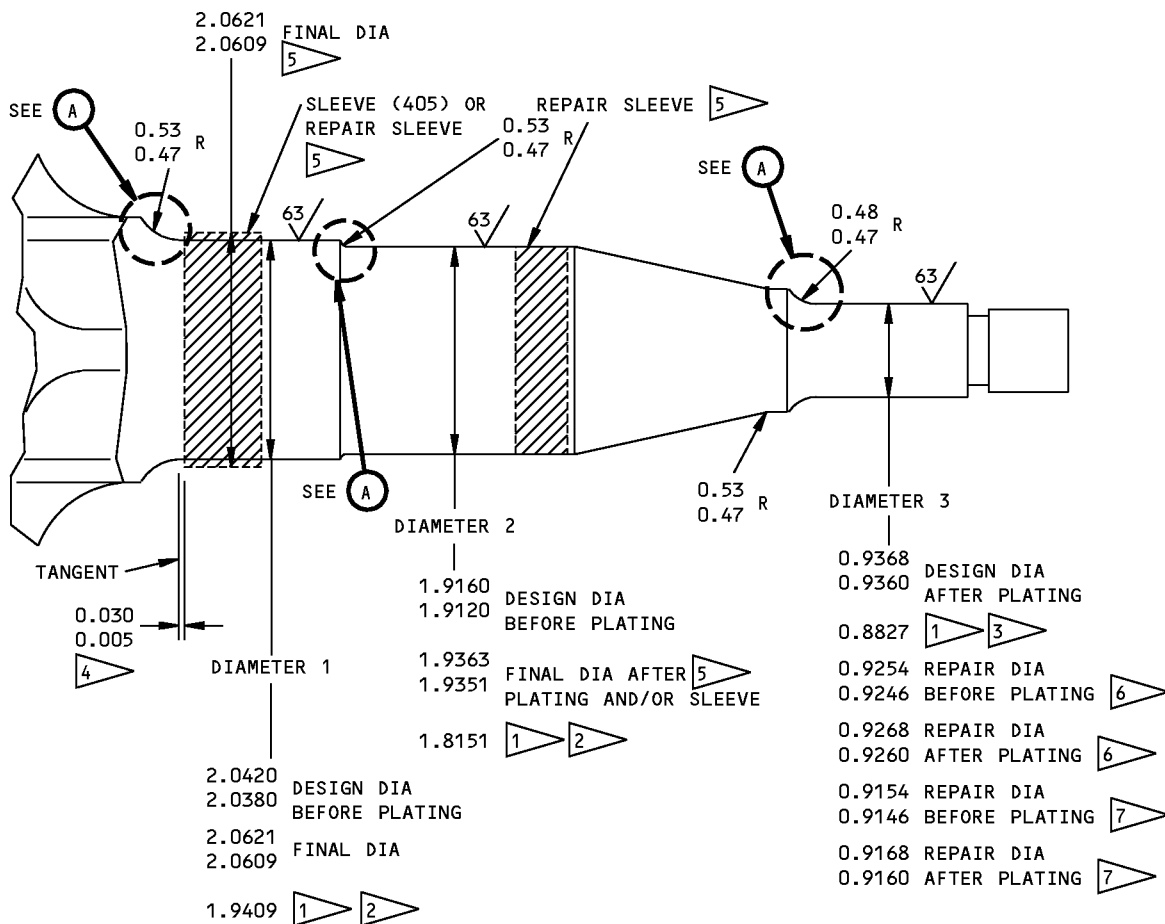 2.0621
2.0609
FINAL DIA
5
SEE A
0.53
0.47 R
SLEEVE (405) OR
REPAIR SLEEVE
5
0.53
0.47 R
REPAIR SLEEVE 5
SEE A
0.48
0.47 R
63
63
63
SEE A
0.53
0.47 R
TANGENT
0.030
0.005
4
DIAMETER 1
2.0420
2.0380
DESIGN DIA
BEFORE PLATING
2.0621
2.0609
FINAL DIA
1.9409 1 2
DIAMETER 2
1.9160
1.9120
DESIGN DIA
BEFORE PLATING
1.9363
1.9351
FINAL DIA AFTER 5
PLATING AND/OR SLEEVE
1.8151 1 2
DIAMETER 3
0.9368
0.9360
DESIGN DIA
AFTER PLATING
0.8827 1 3
0.9254 REPAIR DIA
0.9246 BEFORE PLATING 6
0.9268 REPAIR DIA
0.9260 AFTER PLATING 6
0.9154 REPAIR DIA
0.9146 BEFORE PLATING 7
0.9168 REPAIR DIA
0.9160 AFTER PLATING 7